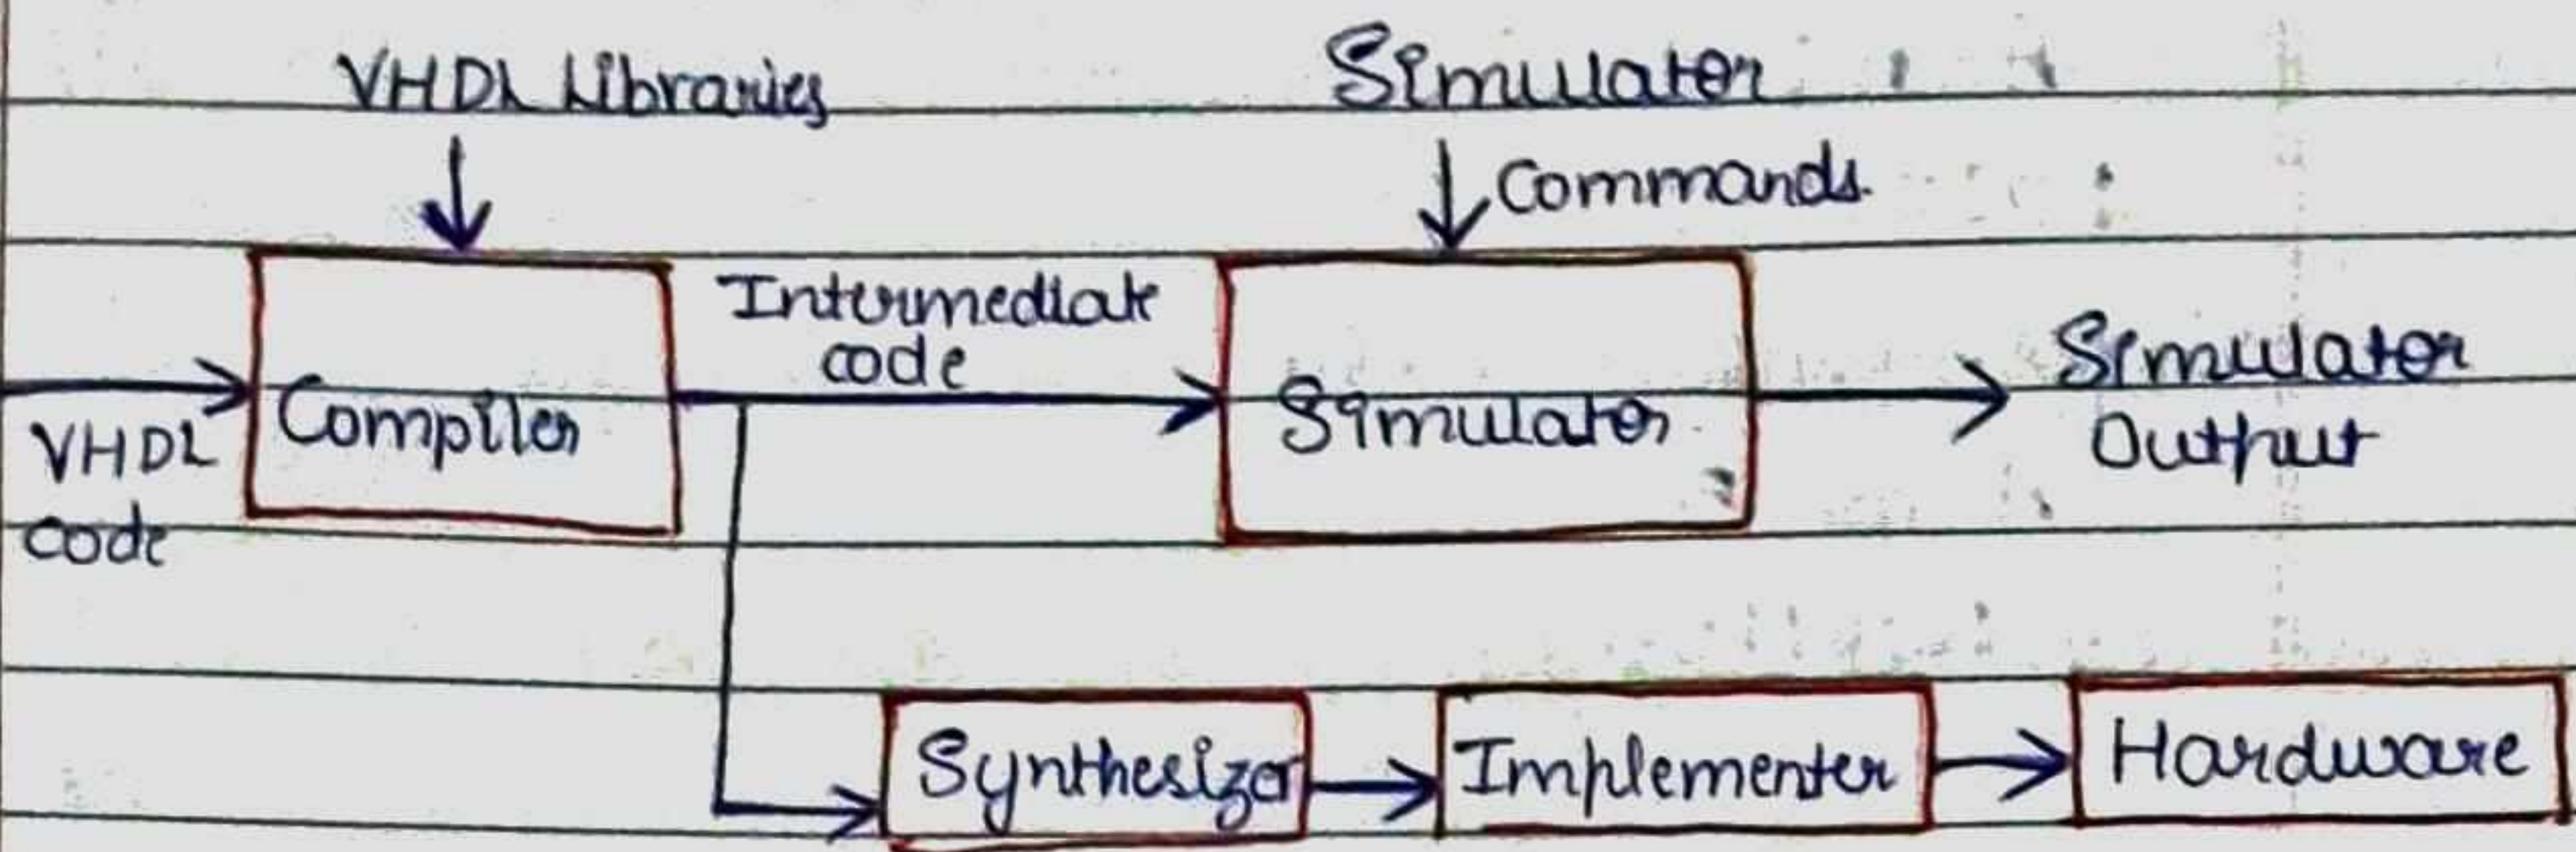 VHDL Libraries
Simulator
Commands.
Intermediate
code
VHDL
code
Compiler
Simulator
Simulator
Output
Synthesizer
Implementer
Hardware